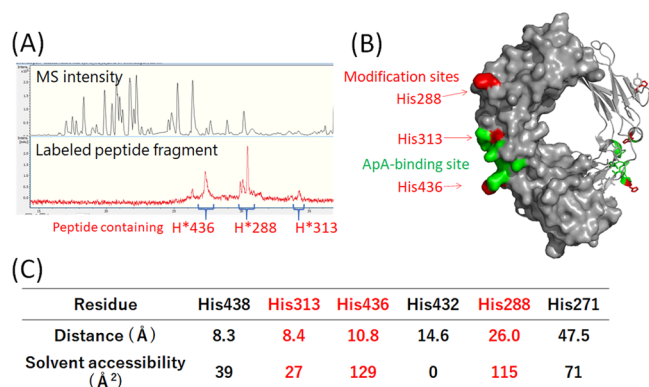 (A)
MS intensity
Labeled peptide fragment
Peptide containing H*436 H*288 H*313
(B)
Modification sites
His288
His313
ApA-binding site
His436
(C)
Residue His438 His313 His436 His432 His288 His271
Distance (Å) 8.3 8.4 10.8 14.6 26.0 47.5
Solvent accessibility (Å²) 39 27 129 0 115 71